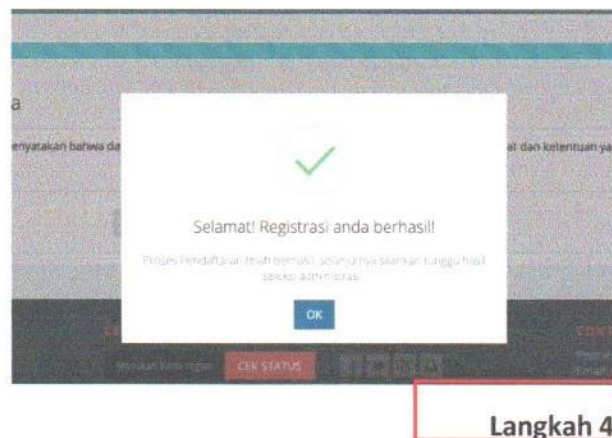 a
enyatakan bahwa da
at dan ketentuan ya
Selamat! Registrasi anda berhasil!
Proses Pendaftaran telah berhasil, selanjutnya silahkan tunggu hasil
seleksi administrasi
OK
CEK STATUS
Langkah 4